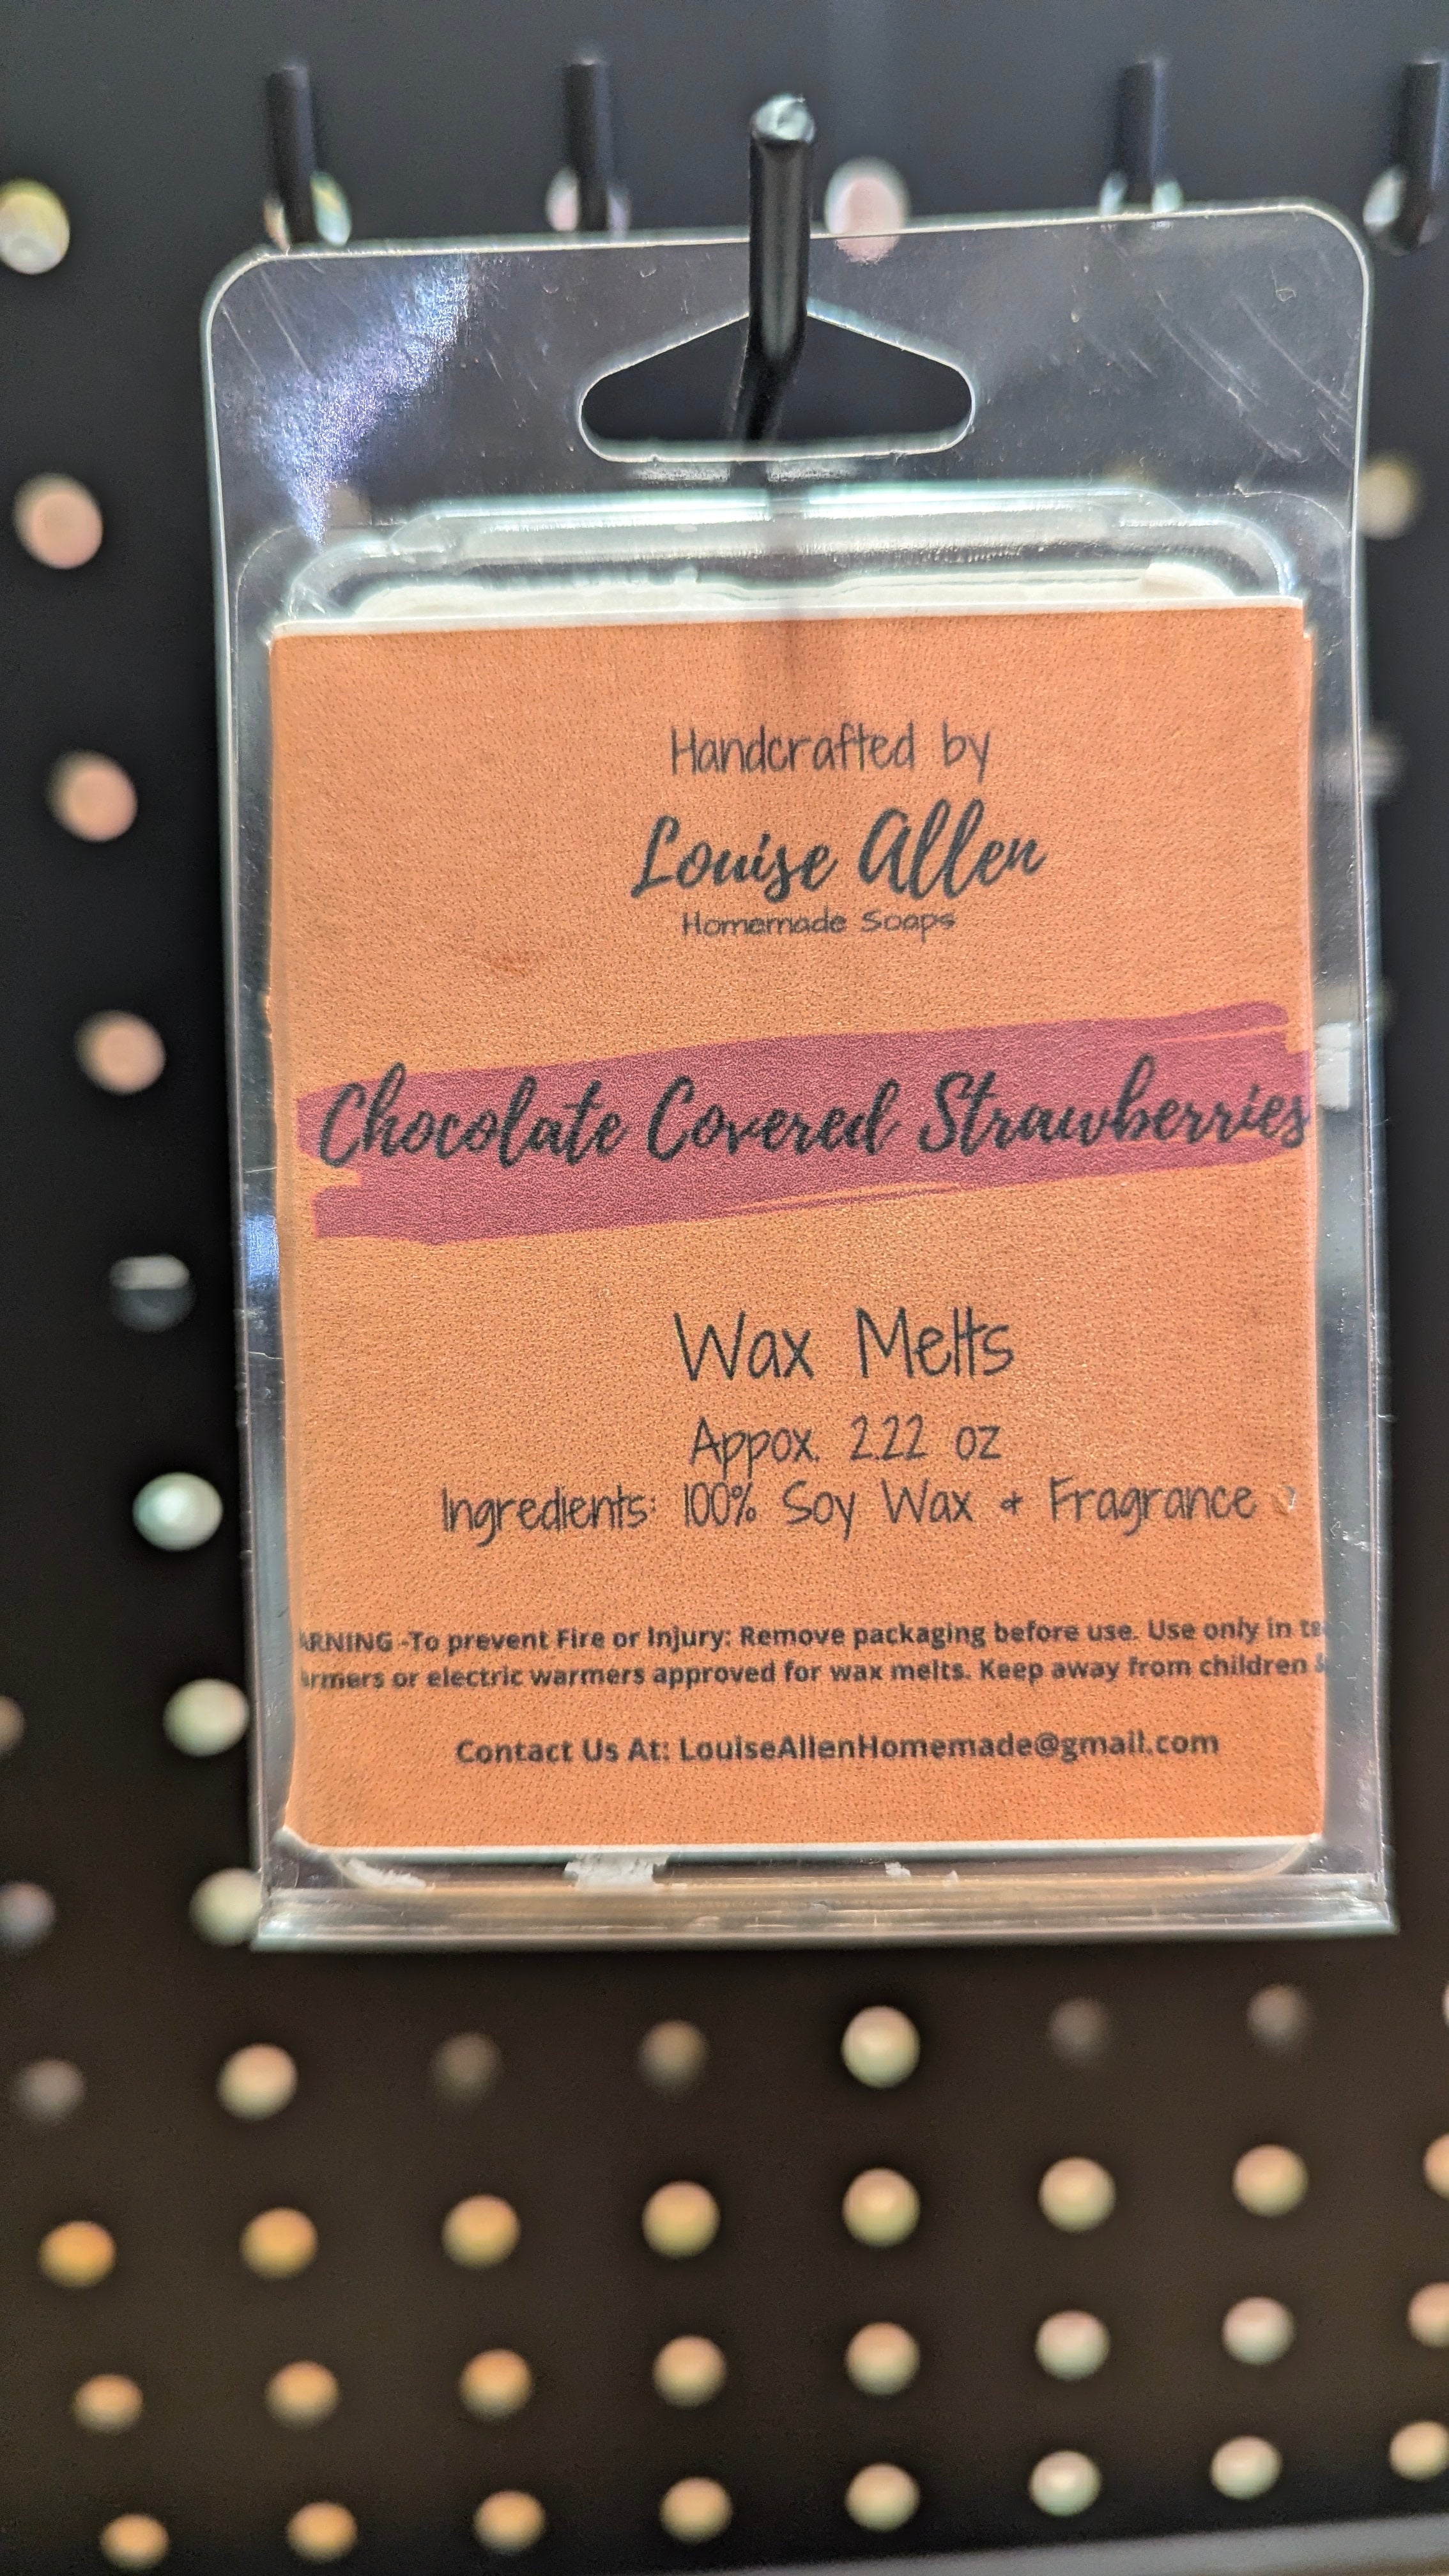 Handcrafted by
Louise Allen
Homemade Soaps
Chocolate Covered Strawberries
Wax Melts
Appox. 2.22 oz
Ingredients: 100% Soy Wax + Fragrance
ARNING -To prevent Fire or Injury: Remove packaging before use. Use only in
armers or electric warmers approved for wax melts. Keep away from children &
Contact Us At: LouiseAllenHomemade@gmail.com